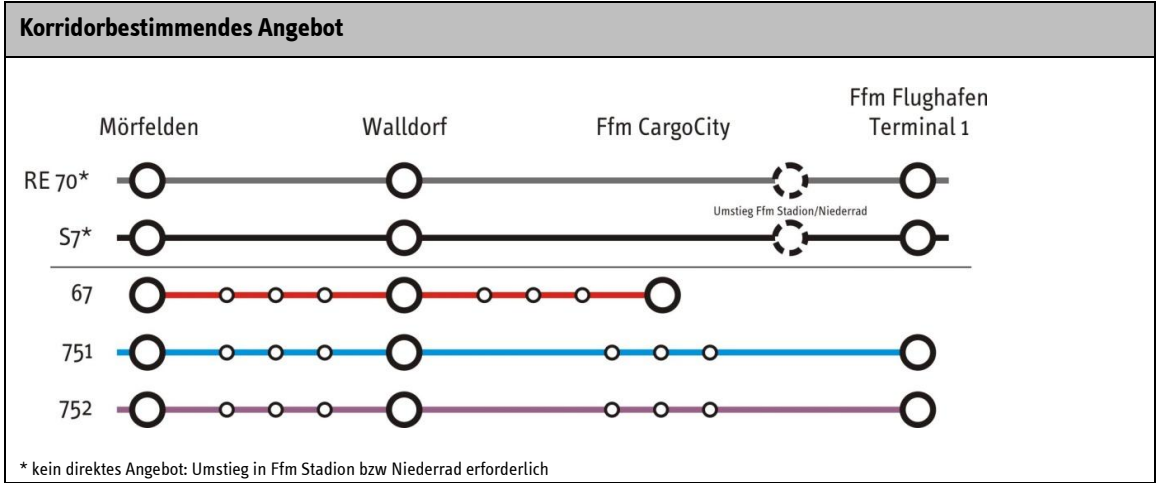 Korridorbestimmendes Angebot
Ffm Flughafen
Mörfelden Walldorf Ffm CargoCity Terminal 1
RE 70*
Umstieg Ffm Stadion/Niederrad
S7*
67
751
752
* kein direktes Angebot: Umstieg in Ffm Stadion bzw Niederrad erforderlich